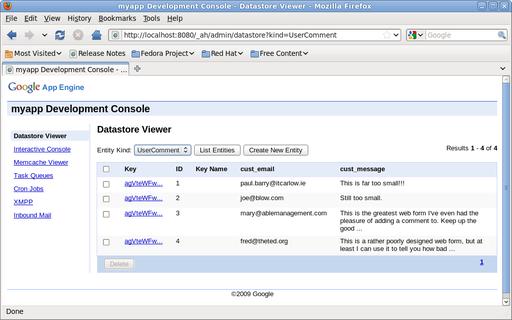 myapp Development Console - Datastore Viewer - Mozilla Firefox
File Edit View History Bookmarks Tools Help
http://localhost:8080/_ah/admin/datastore?kind=UserComment
Most Visited Release Notes Fedora Project Red Hat Free Content
myapp Development Console - ...
Google App Engine
myapp Development Console
Datastore Viewer
Interactive Console
Memcache Viewer
Task Queues
Cron Jobs
XMPP
Inbound Mail
Datastore Viewer
Entity Kind: UserComment List Entities Create New Entity Results 1 - 4 of 4
Key ID Key Name cust_email cust_message
agVteWFw... 1 paul.barry@itcarlow.ie This is far too small!!!
agVteWFw... 2 joe@blow.com Still too small.
agVteWFw... 3 mary@ablemanagement.com This is the greatest web form I've even had the
pleasure of adding a comment to. Keep up the
good ...
agVteWFw... 4 fred@theted.org This is a rather poorly designed web form, but at
least I can use it to tell you how bad ...
Delete 1
©2009 Google
Done